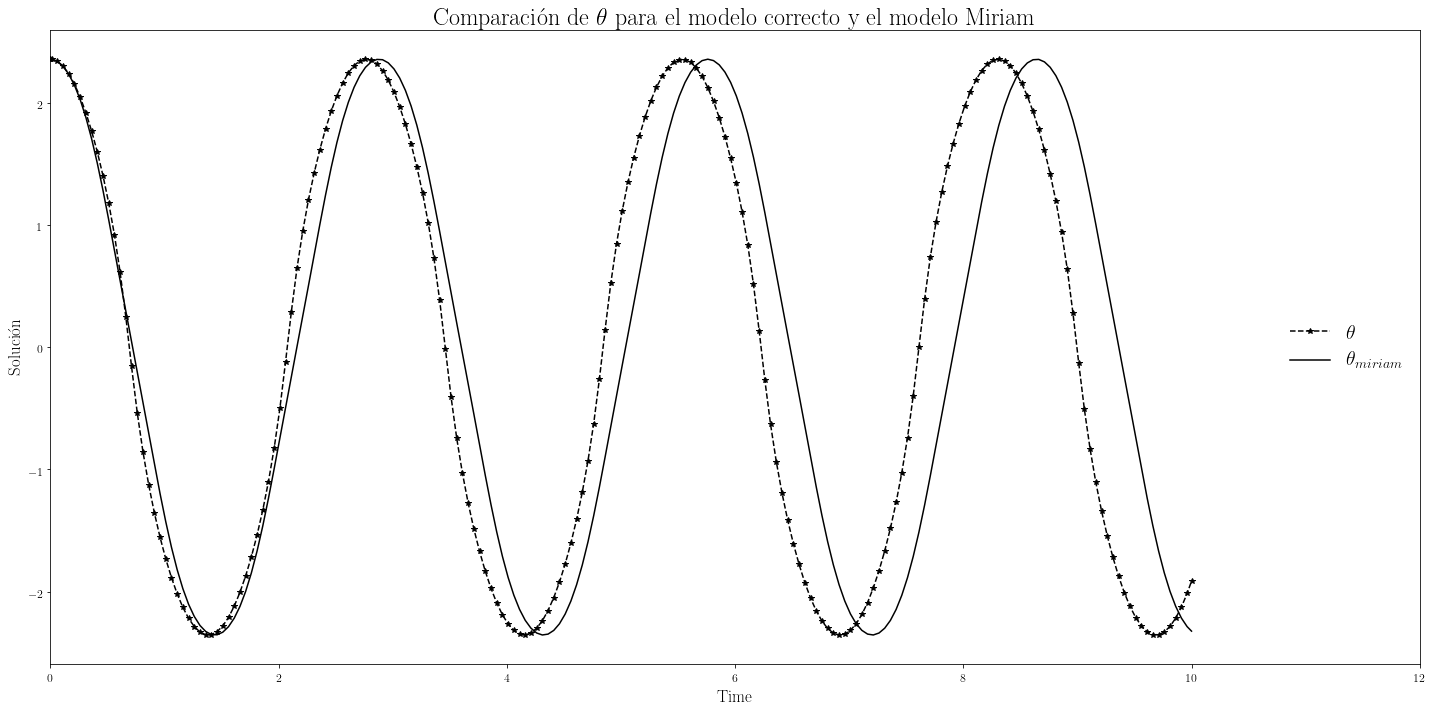 Comparación de θ para el modelo correcto y el modelo Miriam
Solución
2
1
0
−1
−2
θ
θmiriam
0 2 4 6 8 10 12
Time